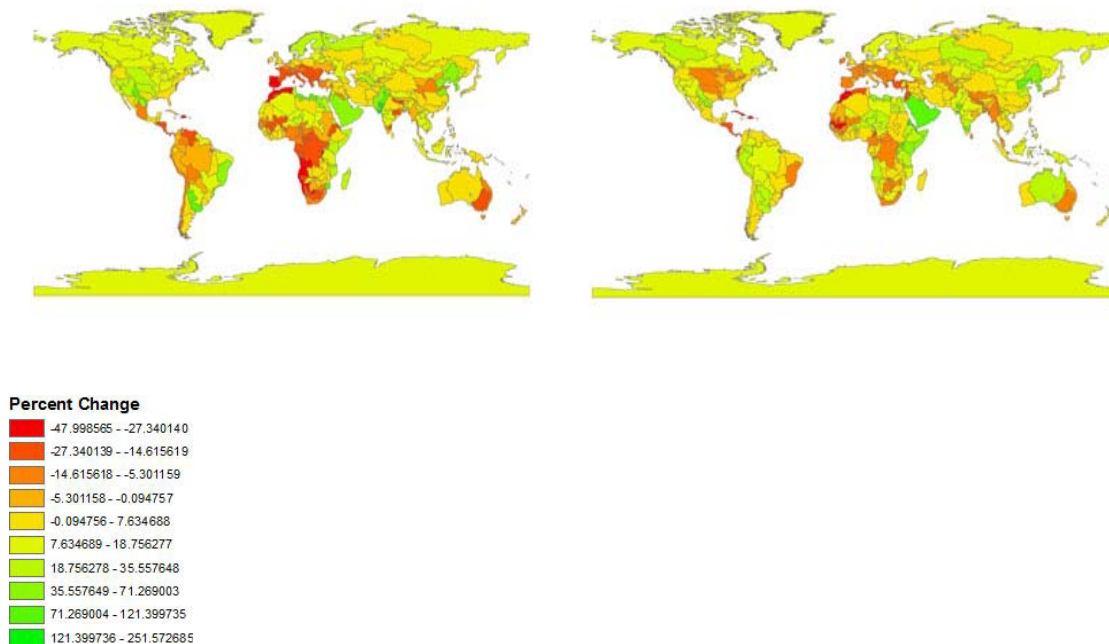 Percent Change
-47.998565 - -27.340140
-27.340139 - -14.615619
-14.615618 - -5.301159
-5.301158 - -0.094757
-0.094756 - 7.634688
7.634689 - 18.756277
18.756278 - 35.557648
35.557649 - 71.269003
71.269004 - 121.399735
121.399736 - 251.572685